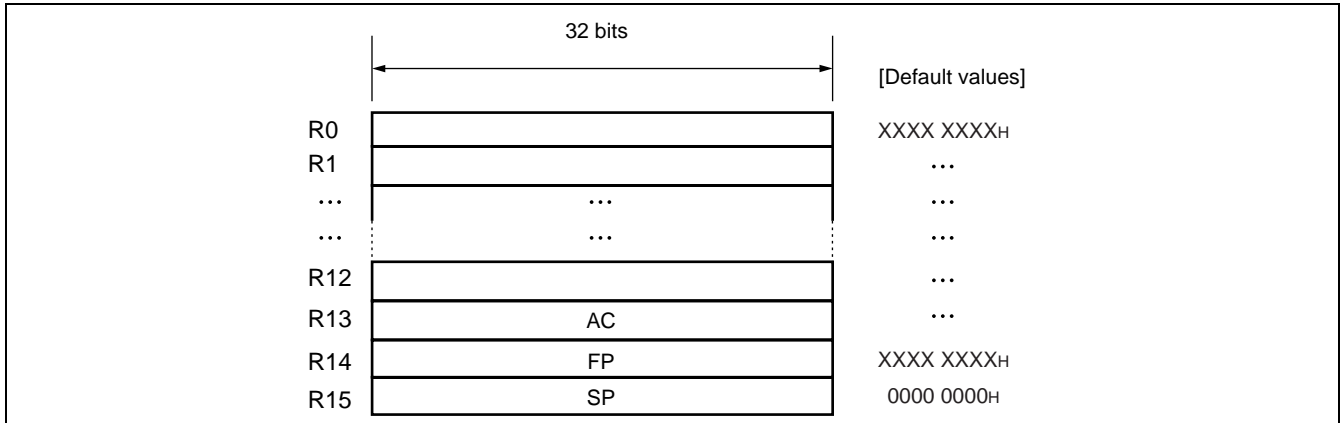 32 bits
[Default values]
R0 XXXX XXXXH
R1 ...
... ... ...
... ... ...
R12 ...
R13 AC ...
R14 FP XXXX XXXXH
R15 SP 0000 0000H